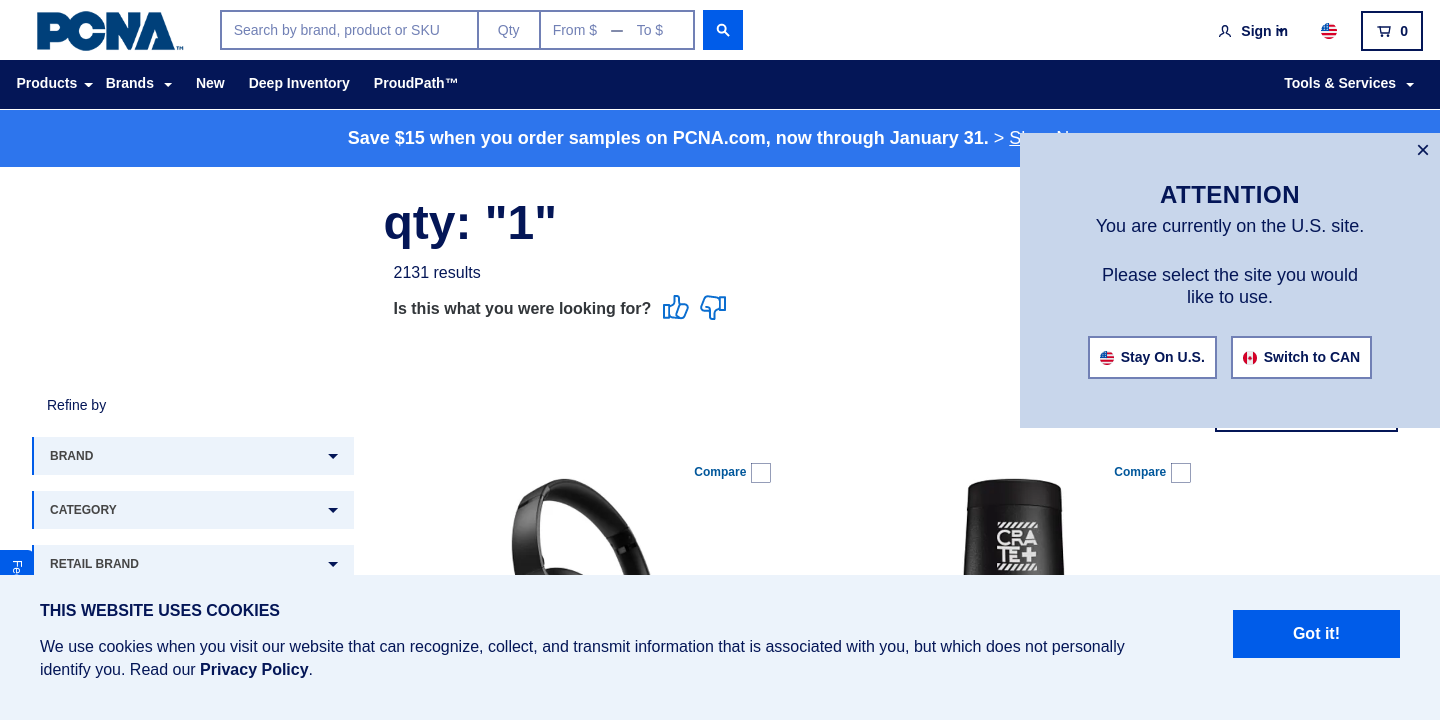 PCNA™
Search by brand, product or SKU
Qty
From $ — To $
Sign in
0
Products
Brands
New
Deep Inventory
ProudPath™
Tools & Services
Save $15 when you order samples on PCNA.com, now through January 31. >
qty: "1"
2131 results
Is this what you were looking for?
×
ATTENTION
You are currently on the U.S. site.
Please select the site you would
like to use.
Stay On U.S.
Switch to CAN
Refine by
BRAND
CATEGORY
RETAIL BRAND
Compare
Compare
CRATE+
THIS WEBSITE USES COOKIES
We use cookies when you visit our website that can recognize, collect, and transmit information that is associated with you, but which does not personally
identify you. Read our Privacy Policy.
Got it!